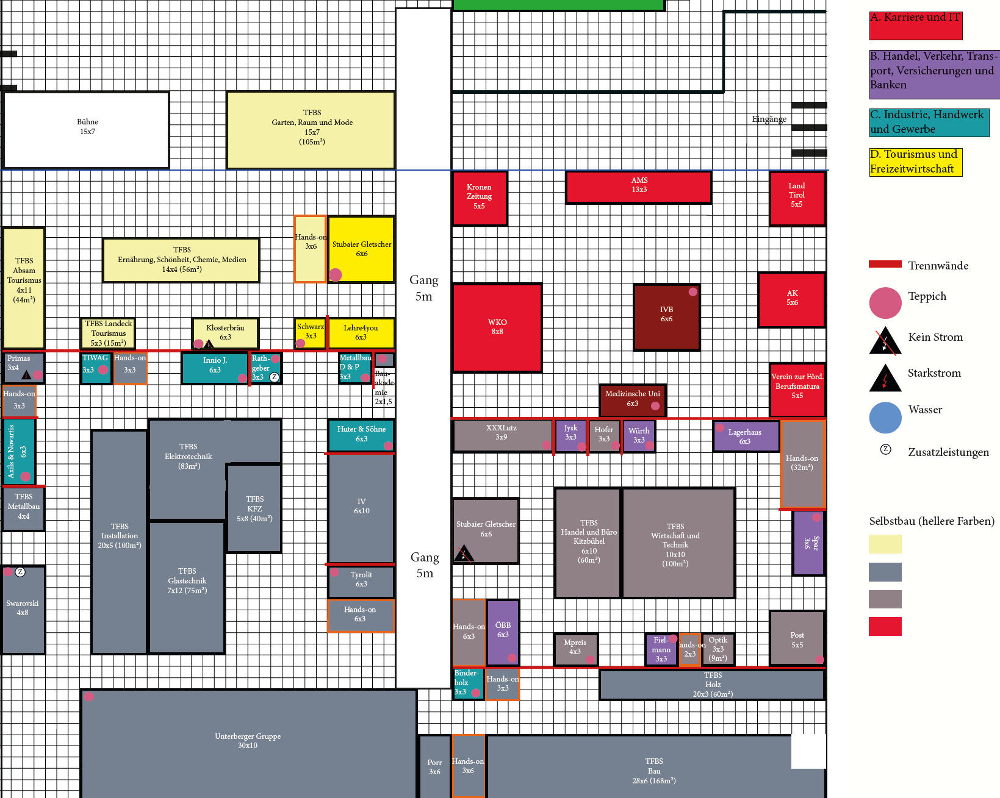 A. Karriere und IT
B. Handel, Verkehr, Trans-
port, Versicherungen und
Banken
C. Industrie, Handwerk
und Gewerbe
D. Tourismus und
Freizeitwirtschaft
Bühne
15x7
TFBS
Garten, Raum und Mode
15x7
(105m²)
Eingänge
Kronen
Zeitung
5x5
AMS
13x3
Land
Tirol
5x5
TFBS
Absam
Tourismus
4x11
(44m²)
TFBS
Ernährung, Schönheit, Chemie, Medien
14x4 (56m²)
Hands-on
3x6
Stubaier Gletscher
6x6
Gang
5m
WKO
8x8
IVB
6x6
AK
5x6
Trennwände
Teppich
Kein Strom
Starkstrom
Wasser
Z
Zusatzleistungen
TFBS Landeck
Tourismus
5x3 (15m²)
Klosterbräu
6x3
Schwarz
3x3
Lehre4you
6x3
Primas
3x4
TIWAG
3x3
Hands-on
3x3
Innio J.
6x3
Rath-
geber
3x3
Z
Metallbau
D & P
3x3
Bau-
akade
mie
2x1,5
Medizinsche Uni
6x3
Verein zur Förd.
Berufsmatura
5x5
Hands-on
3x3
Axils & Novartis
6x3
TFBS
Metallbau
4x4
Swarovski
4x8
Z
TFBS
Installation
20x5 (100m²)
TFBS
Elektrotechnik
(83m²)
TFBS
KFZ
5x8 (40m²)
TFBS
Glastechnik
7x12 (75m²)
Huter & Söhne
6x3
IV
6x10
Tyrolit
6x3
Hands-on
6x3
Gang
5m
XXXLutz
3x9
Jysk
3x3
Hofer
3x3
Würth
3x3
Lagerhaus
6x3
Hands-on
(32m²)
Stubaier Gletscher
6x6
TFBS
Handel und Büro
Kitzbühel
6x10
(60m²)
TFBS
Wirtschaft und
Technik
10x10
(100m²)
Spar
3x6
Selbstbau (hellere Farben)
Hands-on
6x3
ÖBB
6x3
Mpreis
4x3
Fiel-
mann
3x3
ands-on
2x3
Optik
3x3
(9m²)
Post
5x5
Binder-
holz
3x3
Hands-on
3x3
TFBS
Holz
20x3 (60m²)
Unterberger Gruppe
30x10
Porr
3x6
Hands-on
3x6
TFBS
Bau
28x6 (168m²)